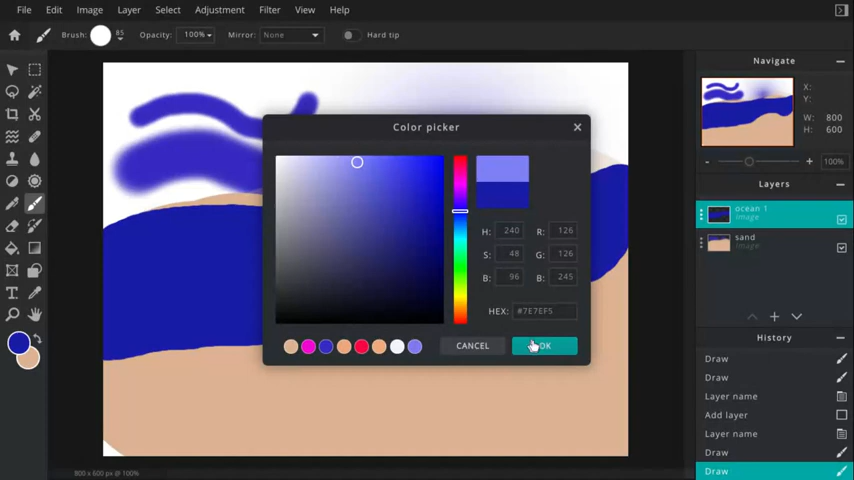 File Edit Image Layer Select Adjustment Filter View Help
Brush: 85 Opacity: 100% Mirror: None Hard tip
Navigate
X:
Y:
W: 800
H: 600
- + 100%
Layers
ocean 1
image
sand
image
History
Draw
Draw
Layer name
Add layer
Layer name
Draw
Draw
Color picker
H: 240 R: 126
S: 48 G: 126
B: 96 B: 245
HEX: #7E7EF5
CANCEL OK
800 x 600 px @ 100%